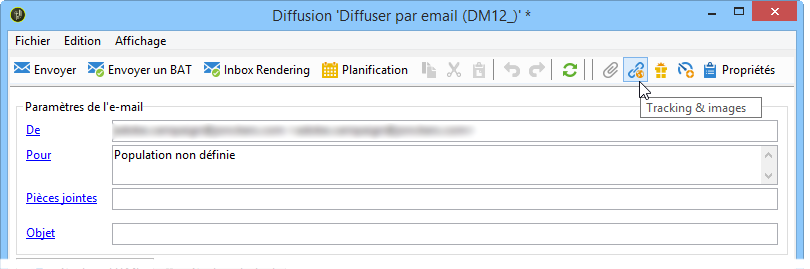 Diffusion 'Diffuser par email (DM12_)' *
Fichier Edition Affichage
Envoyer Envoyer un BAT Inbox Rendering Planification Propriétés
Tracking & images
Paramètres de l'e-mail
De
Pour Population non définie
Pièces jointes
Objet